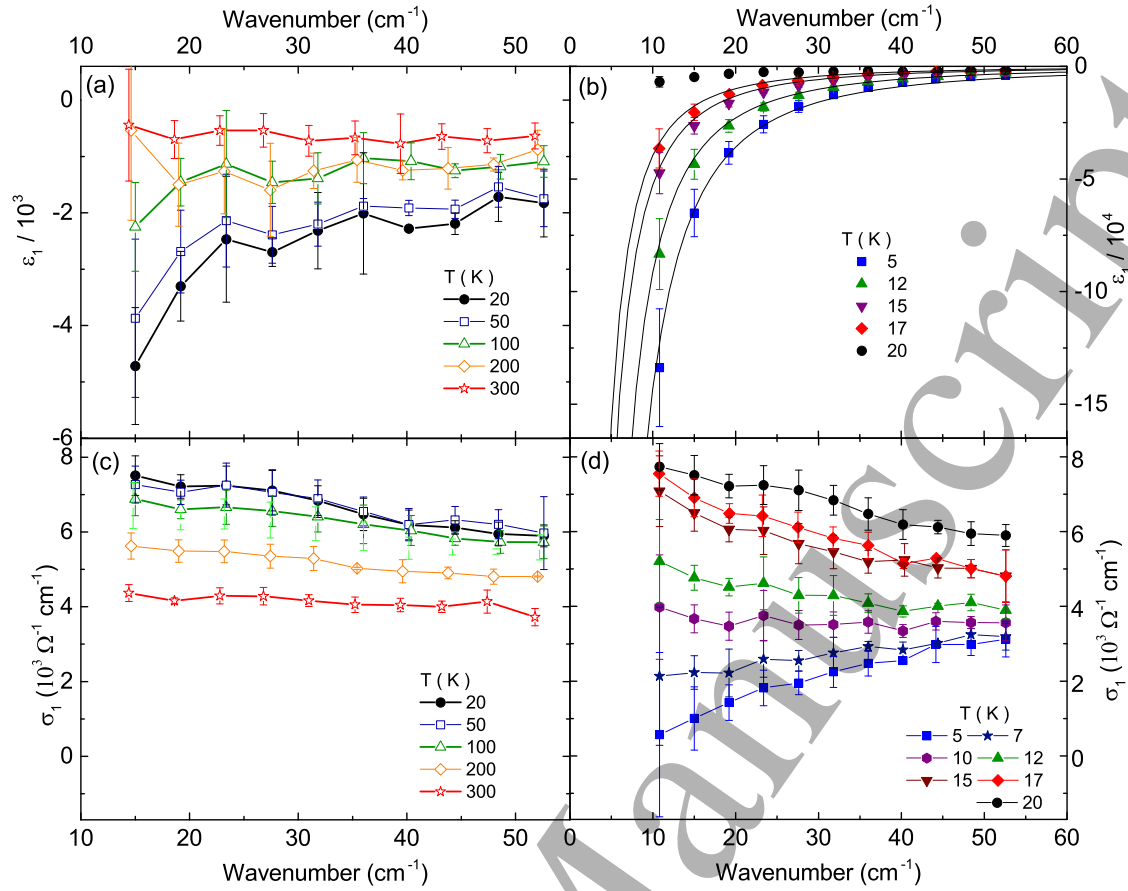 Wavenumber (cm⁻¹) Wavenumber (cm⁻¹)
10 20 30 40 50 0 10 20 30 40 50 60
(a) (b)
0 0
-2 -5
-4 -10
-6 -15
ε₁ / 10³ ε₁ / 10⁴
T ( K )
20
50
100
200
300
T ( K )
5
12
15
17
20
(c) (d)
8 8
6 6
4 4
2 2
0 0
σ₁ (10³ Ω⁻¹ cm⁻¹) σ₁ (10³ Ω⁻¹ cm⁻¹)
T ( K )
20
50
100
200
300
T ( K )
5 7
10 12
15 17
20
10 20 30 40 50 0 10 20 30 40 50 60
Wavenumber (cm⁻¹) Wavenumber (cm⁻¹)
Manuscript